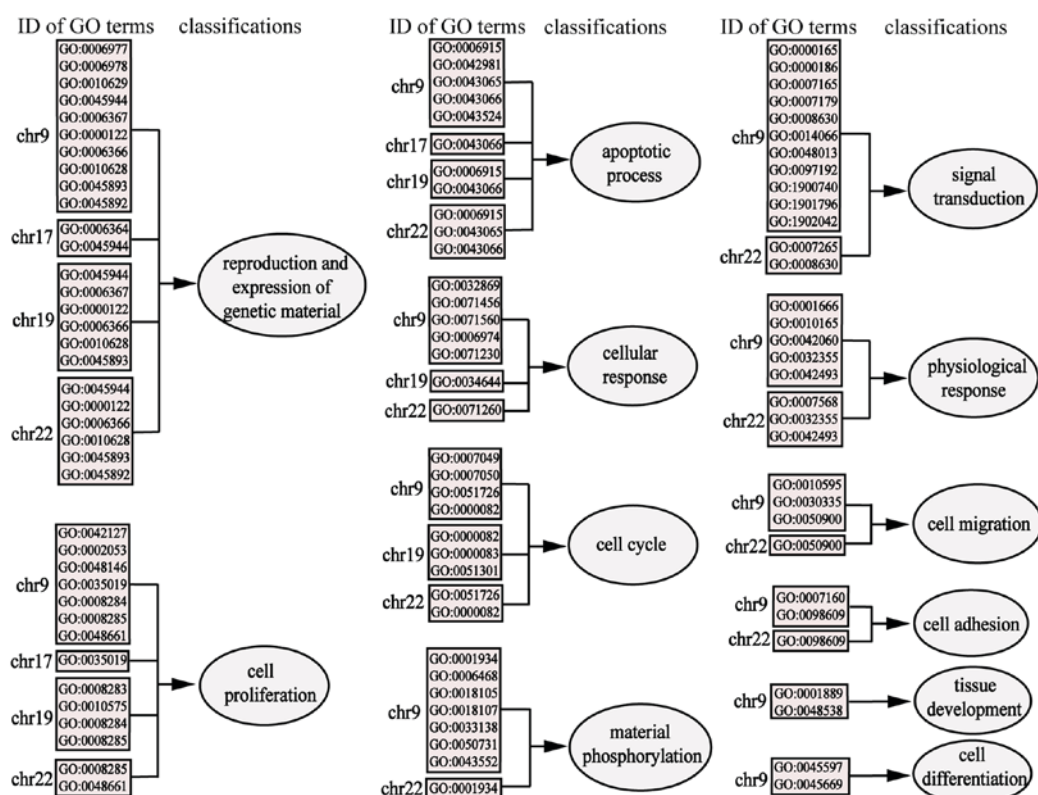 ID of GO terms classifications
chr9
GO:0006977
GO:0006978
GO:0010629
GO:0045944
GO:0006367
GO:0000122
GO:0006366
GO:0010628
GO:0045893
GO:0045892
chr17
GO:0006364
GO:0045944
chr19
GO:0045944
GO:0006367
GO:0000122
GO:0006366
GO:0010628
GO:0045893
chr22
GO:0045944
GO:0000122
GO:0006366
GO:0010628
GO:0045893
GO:0045892
reproduction and
expression of
genetic material
chr9
GO:0042127
GO:0002053
GO:0048146
GO:0035019
GO:0008284
GO:0008285
GO:0048661
chr17
GO:0035019
chr19
GO:0008283
GO:0010575
GO:0008284
GO:0008285
chr22
GO:0008285
GO:0048661
cell
proliferation
ID of GO terms classifications
chr9
GO:0006915
GO:0042981
GO:0043065
GO:0043066
GO:0043524
chr17
GO:0043066
chr19
GO:0006915
GO:0043066
chr22
GO:0006915
GO:0043065
GO:0043066
apoptotic
process
chr9
GO:0032869
GO:0071456
GO:0071560
GO:0006974
GO:0071230
chr19
GO:0034644
chr22
GO:0071260
cellular
response
chr9
GO:0007049
GO:0007050
GO:0051726
GO:0000082
chr19
GO:0000082
GO:0000083
GO:0051301
chr22
GO:0051726
GO:0000082
cell cycle
chr9
GO:0001934
GO:0006468
GO:0018105
GO:0018107
GO:0033138
GO:0050731
GO:0043552
chr22
GO:0001934
material
phosphorylation
ID of GO terms classifications
chr9
GO:0000165
GO:0000186
GO:0007165
GO:0007179
GO:0008630
GO:0014066
GO:0048013
GO:0097192
GO:1900740
GO:1901796
GO:1902042
chr22
GO:0007265
GO:0008630
signal
transduction
chr9
GO:0001666
GO:0010165
GO:0042060
GO:0032355
GO:0042493
chr22
GO:0007568
GO:0032355
GO:0042493
physiological
response
chr9
GO:0010595
GO:0030335
GO:0050900
chr22
GO:0050900
cell migration
chr9
GO:0007160
GO:0098609
chr22
GO:0098609
cell adhesion
chr9
GO:0001889
GO:0048538
tissue
development
chr9
GO:0045597
GO:0045669
cell
differentiation